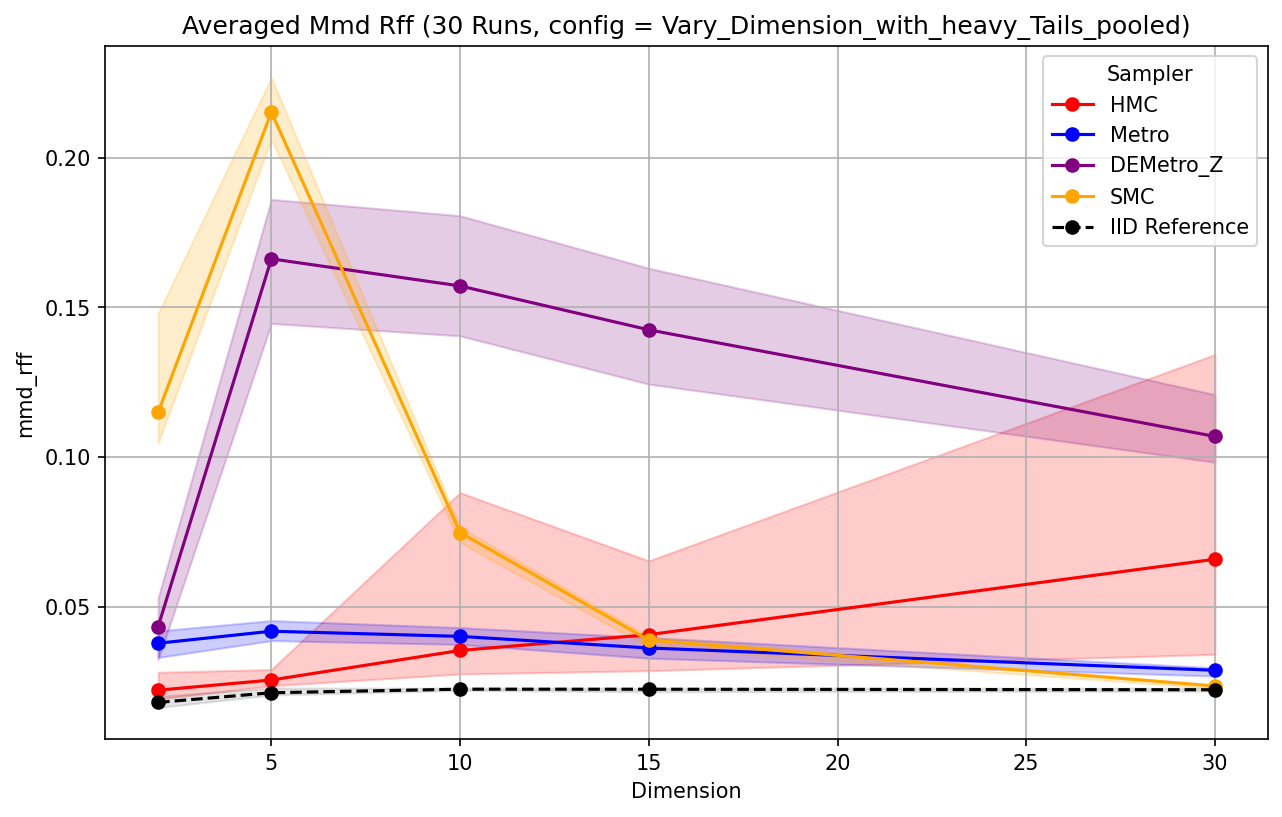 Averaged Mmd Rff (30 Runs, config = Vary_Dimension_with_heavy_Tails_pooled)
Sampler
HMC
Metro
DEMetro_Z
SMC
IID Reference
mmd_rff
0.20
0.15
0.10
0.05
5
10
15
20
25
30
Dimension